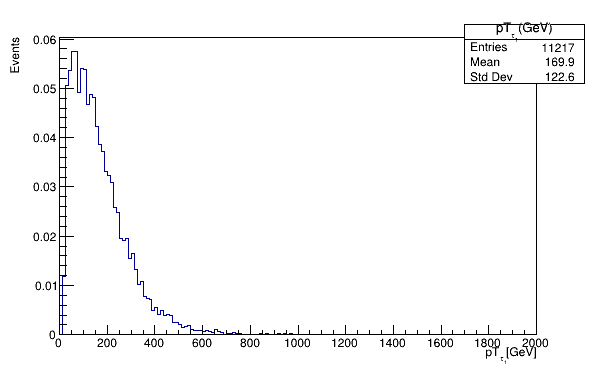 pT_τ₁(GeV)
Entries 11217
Mean 169.9
Std Dev 122.6
Events
0.06
0.05
0.04
0.03
0.02
0.01
0
0 200 400 600 800 1000 1200 1400 1600 1800 2000
pT_τ₁[GeV]